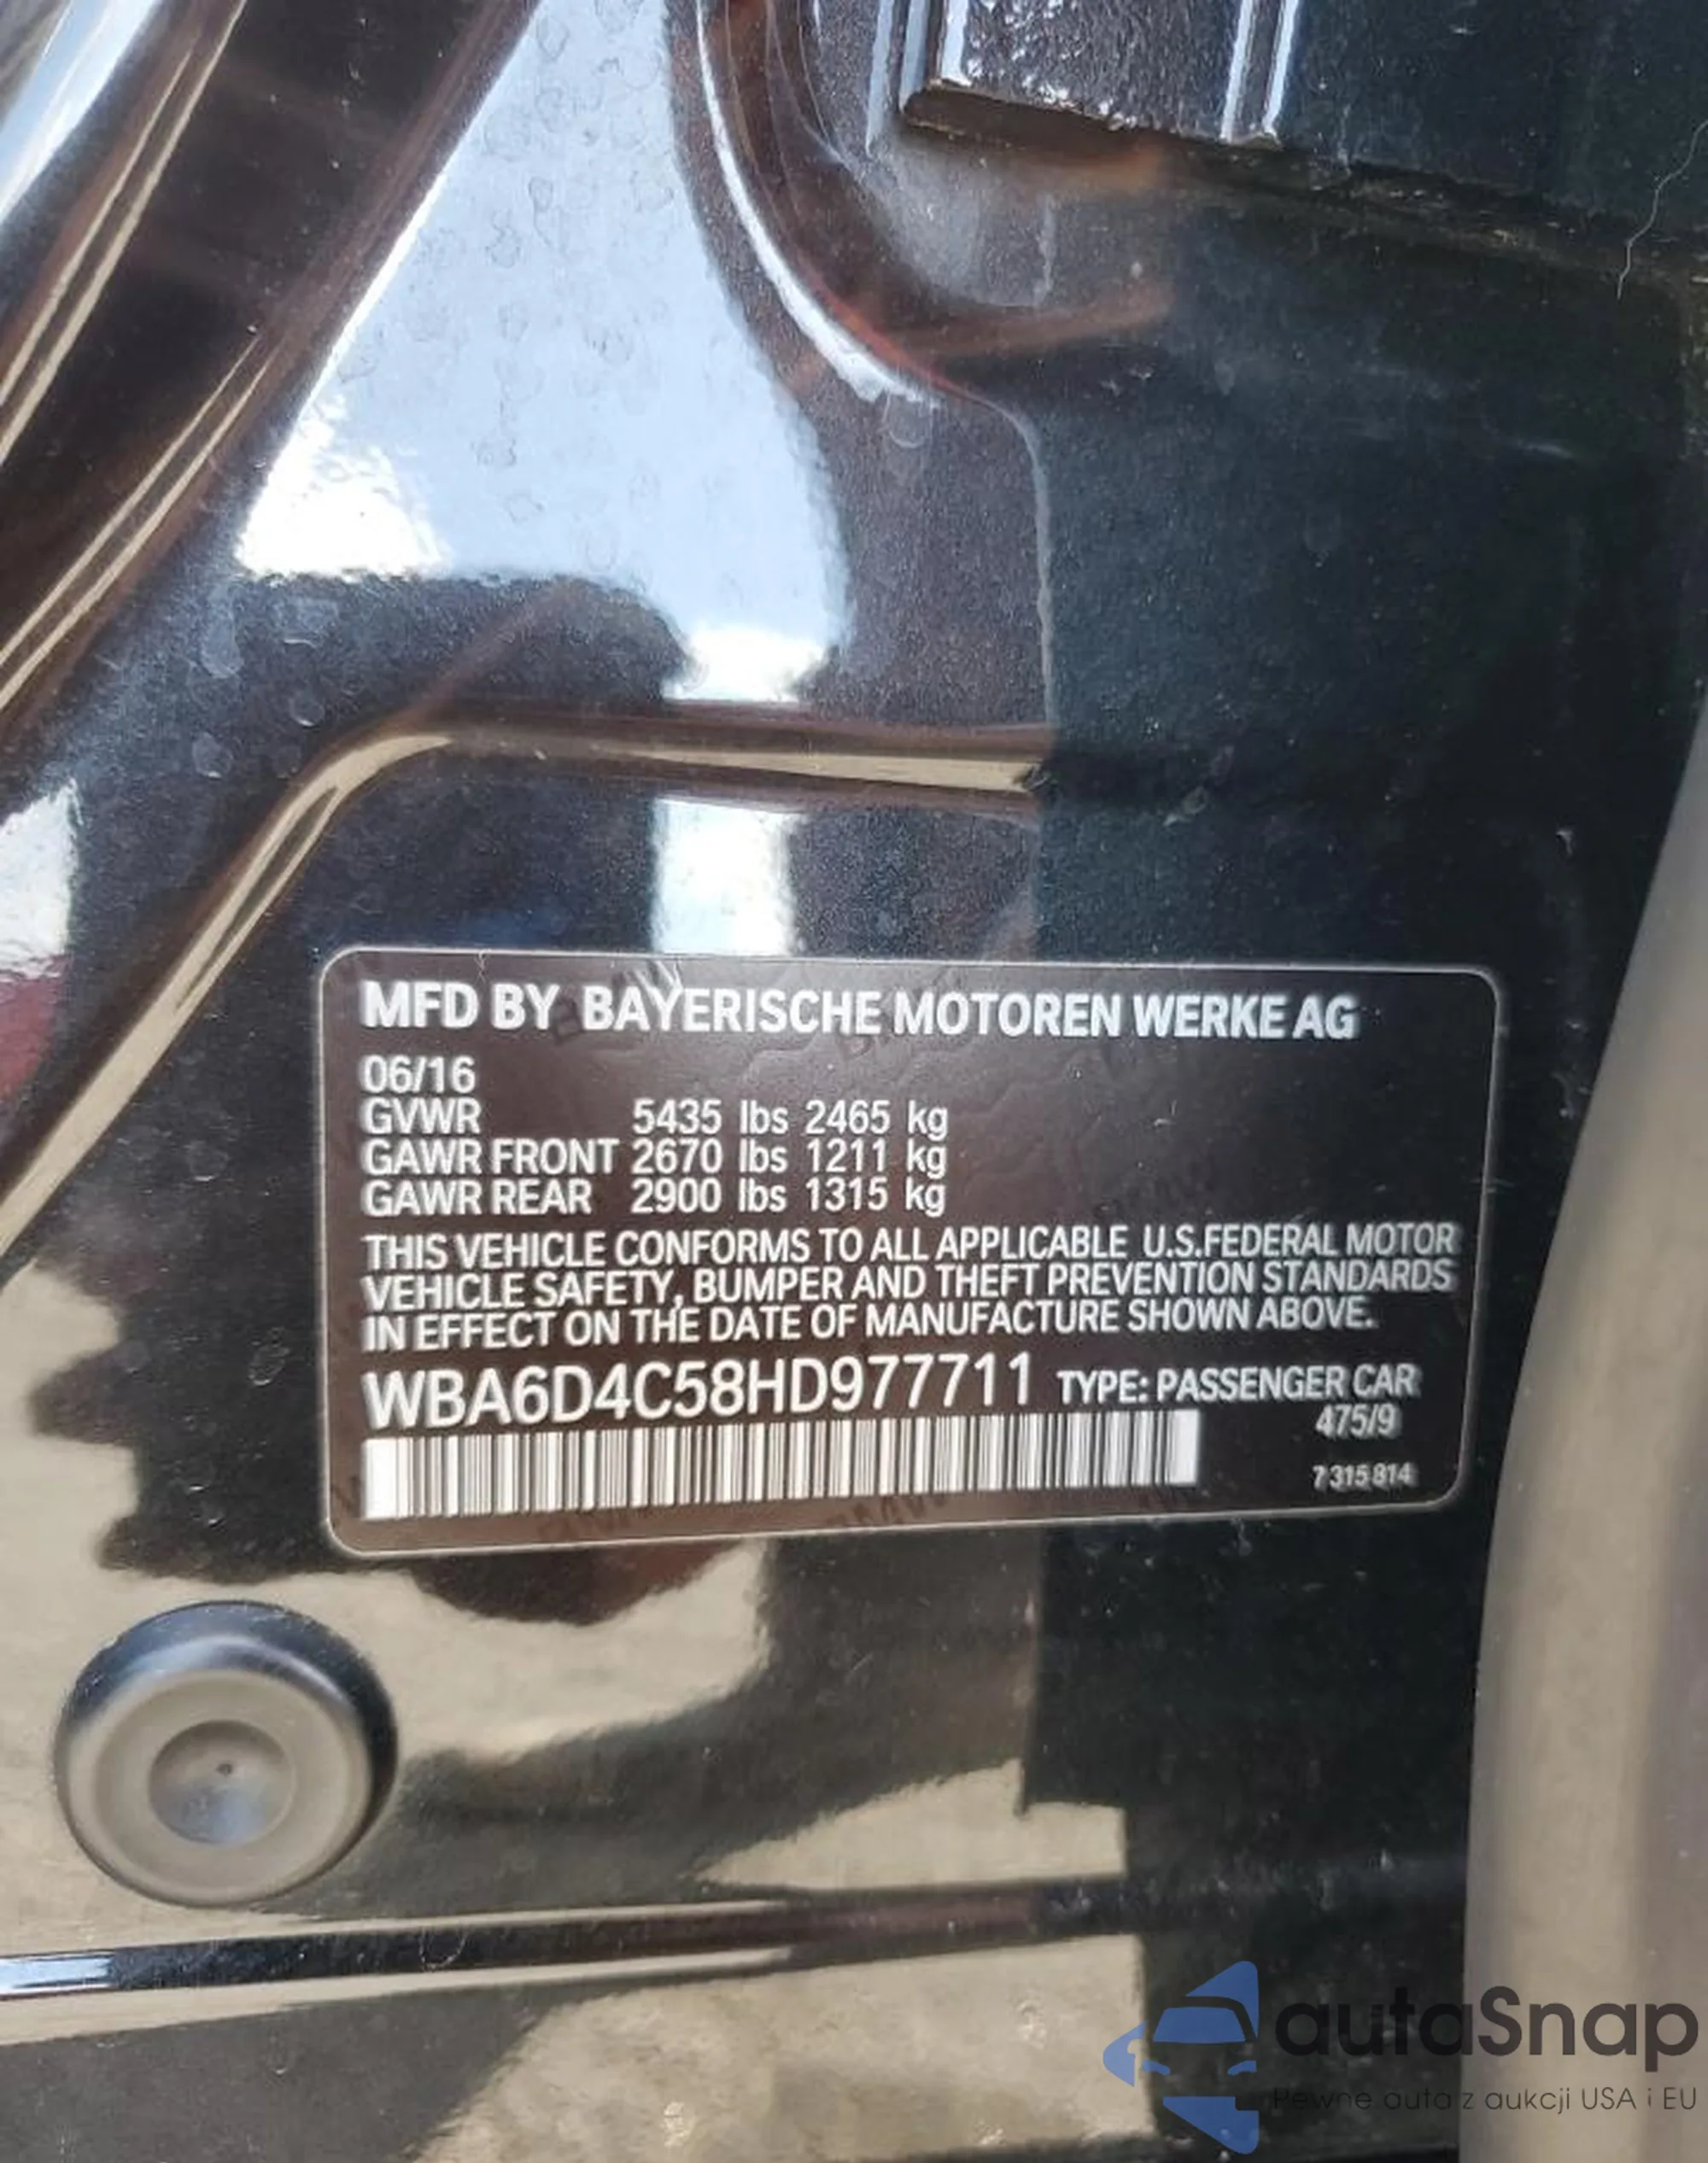 MFD BY BAYERISCHE MOTOREN WERKE AG
06/16
GVWR 5435 lbs 2465 kg
GAWR FRONT 2670 lbs 1211 kg
GAWR REAR 2900 lbs 1315 kg
THIS VEHICLE CONFORMS TO ALL APPLICABLE U.S.FEDERAL MOTOR
VEHICLE SAFETY, BUMPER AND THEFT PREVENTION STANDARDS
IN EFFECT ON THE DATE OF MANUFACTURE SHOWN ABOVE.
WBA6D4C58HD977711 TYPE: PASSENGER CAR
475/9
7 315 814
autaSnap
Pewne auta z aukcji USA i EU